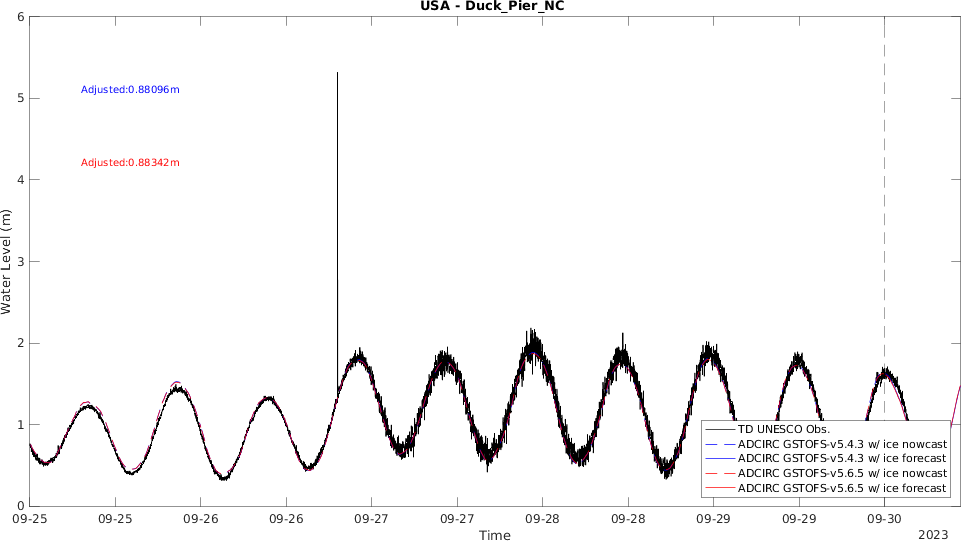 USA - Duck_Pier_NC
6
5
4
3
2
1
0
Water Level (m)
Adjusted:0.88096m
Adjusted:0.88342m
TD UNESCO Obs.
ADCIRC GSTOFS-v5.4.3 w/ ice nowcast
ADCIRC GSTOFS-v5.4.3 w/ ice forecast
ADCIRC GSTOFS-v5.6.5 w/ ice nowcast
ADCIRC GSTOFS-v5.6.5 w/ ice forecast
09-25 09-25 09-26 09-26 09-27 09-27 09-28 09-28 09-29 09-29 09-30
Time
2023